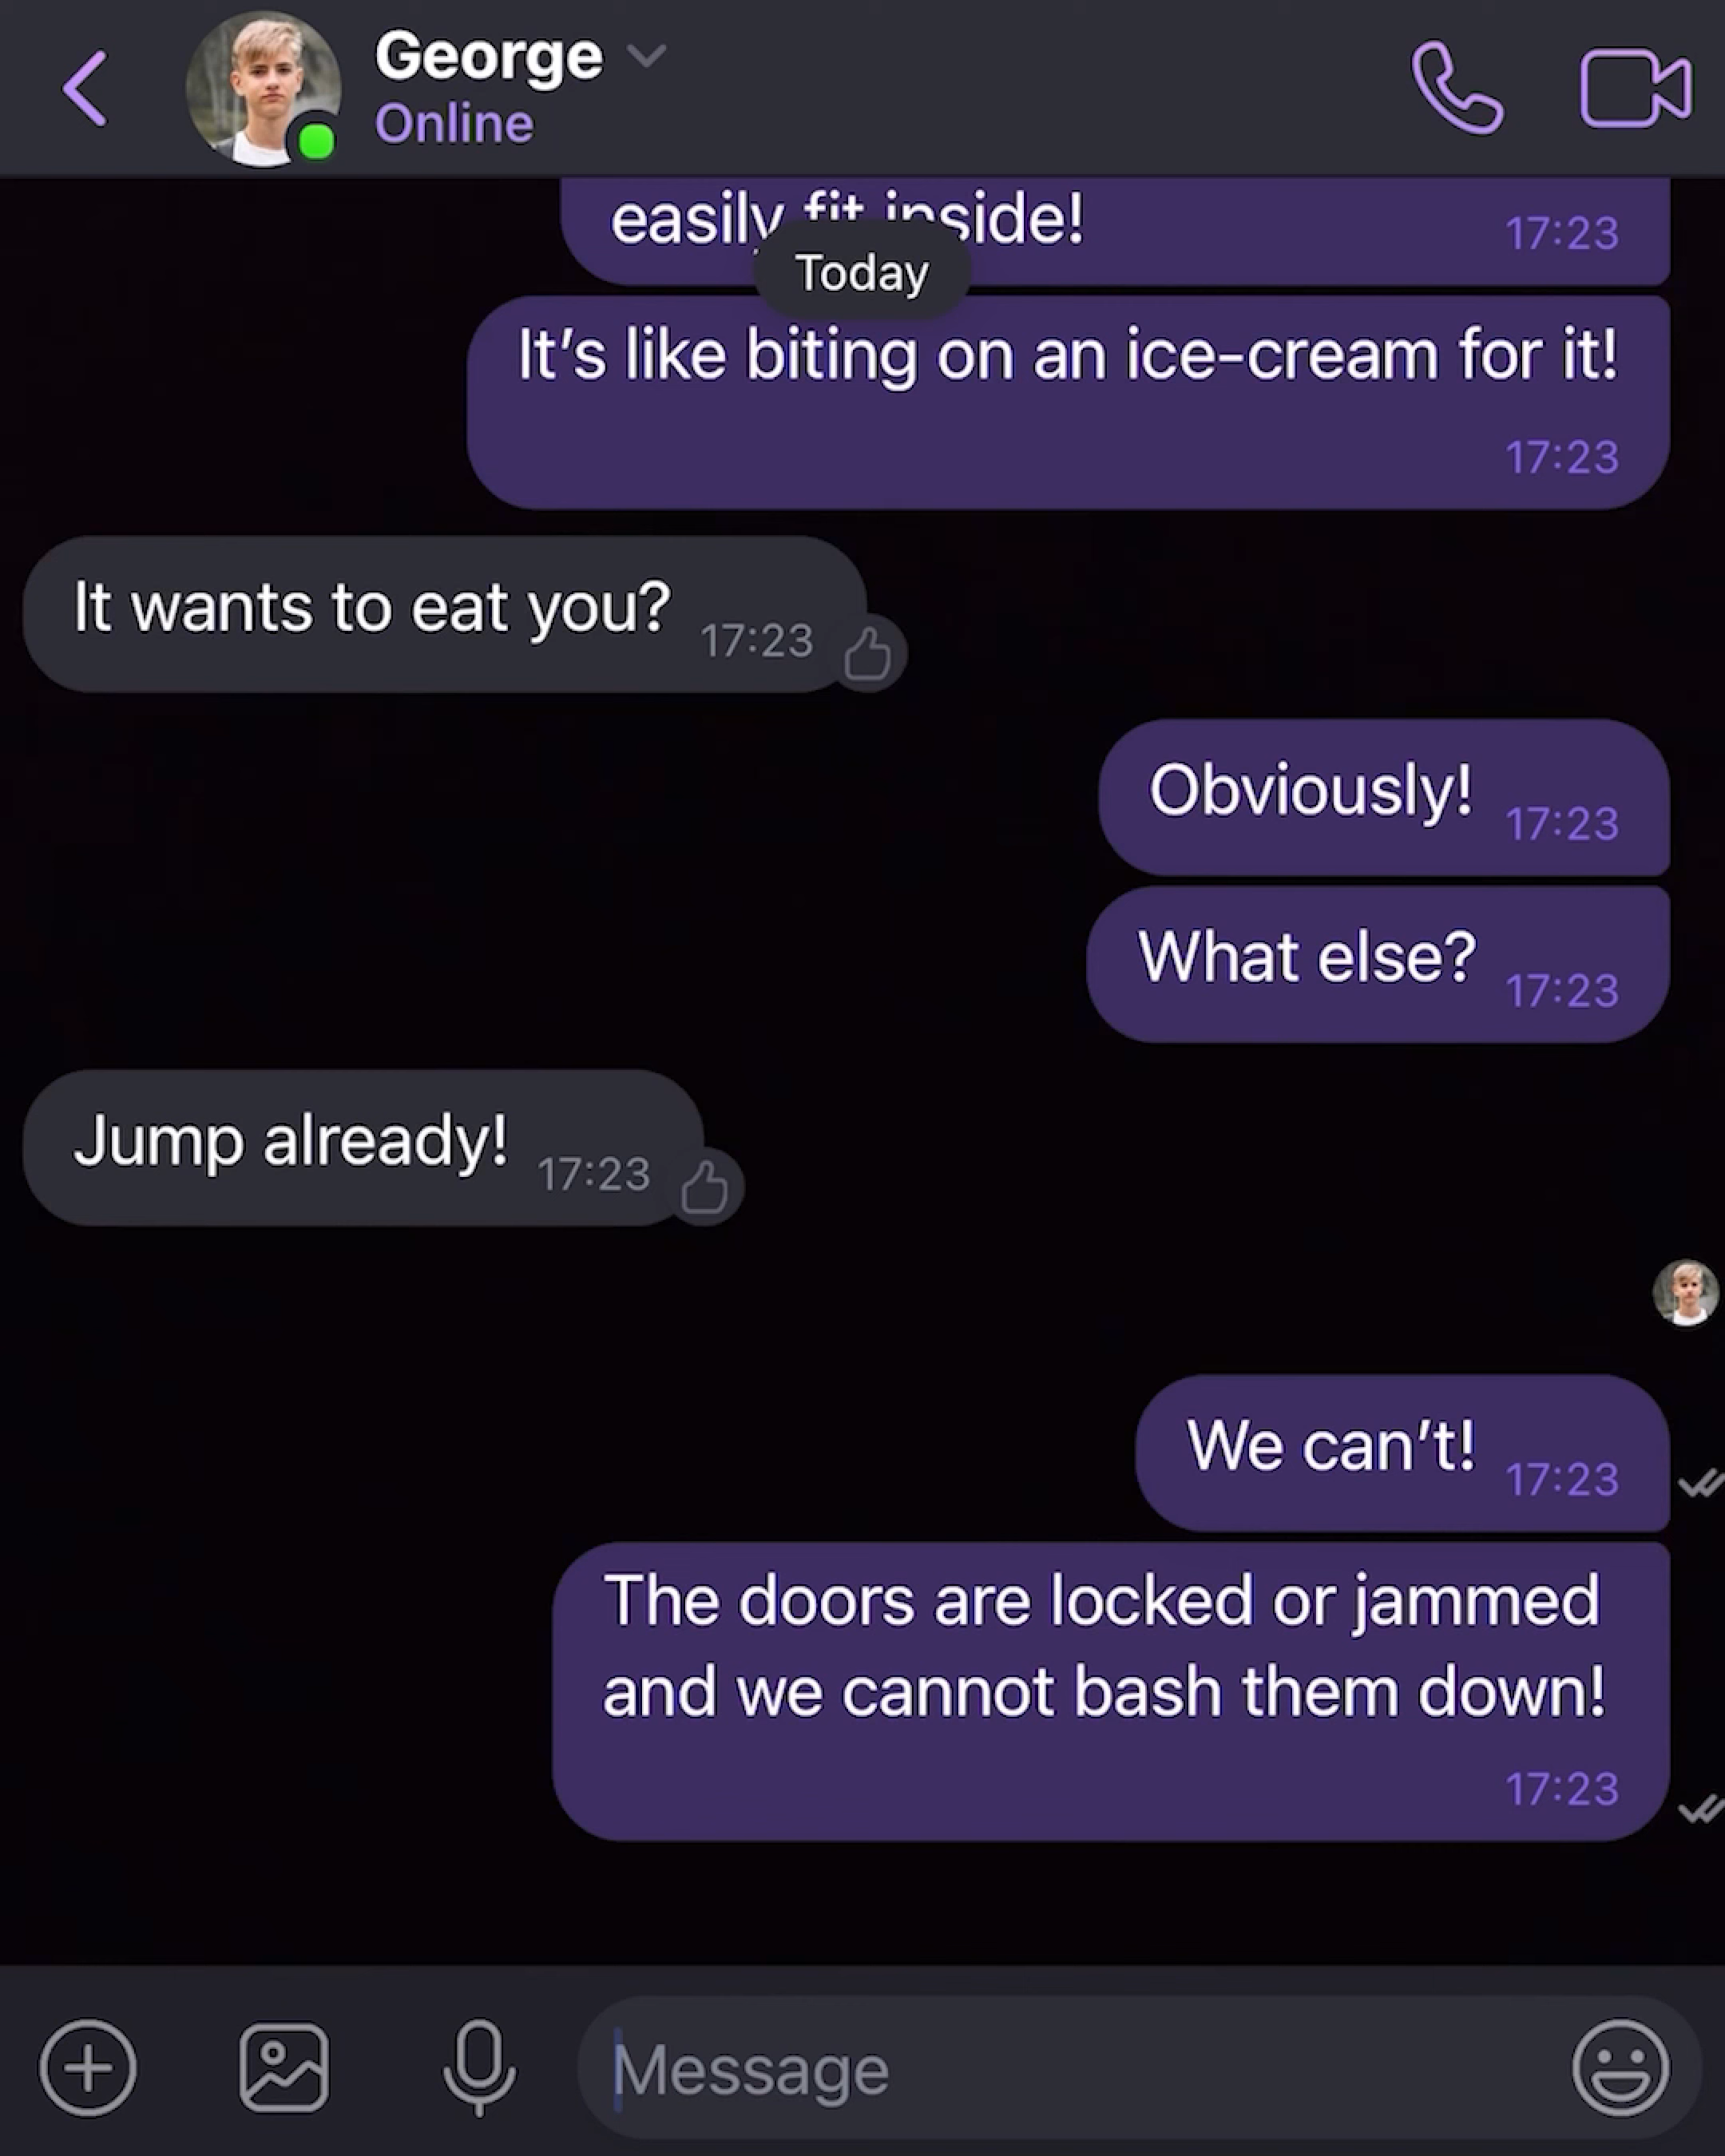 George
Online
easily fit inside!
17:23
Today
It’s like biting on an ice-cream for it!
17:23
It wants to eat you?
17:23
Obviously!
17:23
What else?
17:23
Jump already!
17:23
We can’t!
17:23
The doors are locked or jammed
and we cannot bash them down!
17:23
Message